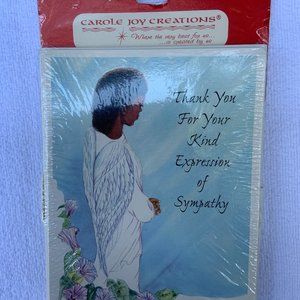 CAROLE JOY CREATIONS®
Where the very best for us...
...is created by us
Thank You
For Your
Kind
Expression
of
Sympathy